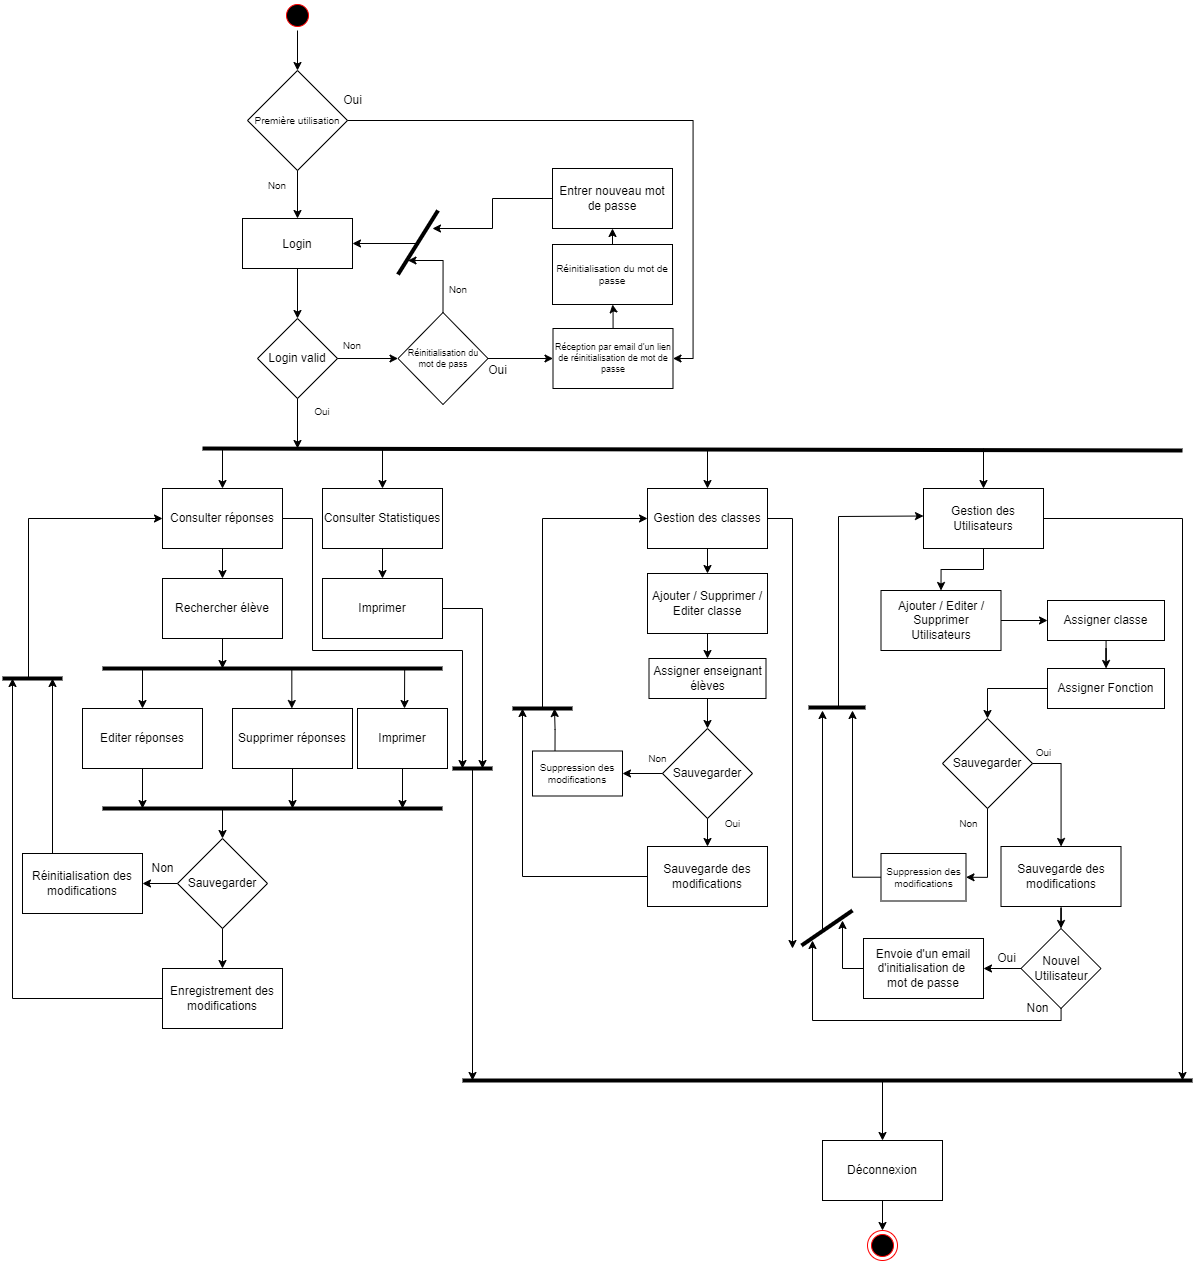 Oui
Première utilisation
Non
Entrer nouveau mot
de passe
Login
Réinitialisation du mot de
passe
Non
Login valid
Non
Réinitialisation du
mot de pass
Oui
Réception par email d'un lien
de réinitialisation de mot de
passe
Oui
Consulter réponses
Consulter Statistiques
Gestion des classes
Gestion des
Utilisateurs
Rechercher élève
Imprimer
Ajouter / Supprimer /
Editer classe
Ajouter / Editer /
Supprimer
Utilisateurs
Assigner classe
Assigner enseignant
élèves
Assigner Fonction
Editer réponses
Supprimer réponses
Imprimer
Suppression des
modifications
Non
Sauvegarder
Oui
Sauvegarder
Oui
Non
Réinitialisation des
modifications
Non
Sauvegarder
Sauvegarde des
modifications
Suppression des
modifications
Sauvegarde des
modifications
Enregistrement des
modifications
Envoie d'un email
d'initialisation de
mot de passe
Oui
Nouvel
Utilisateur
Non
Déconnexion